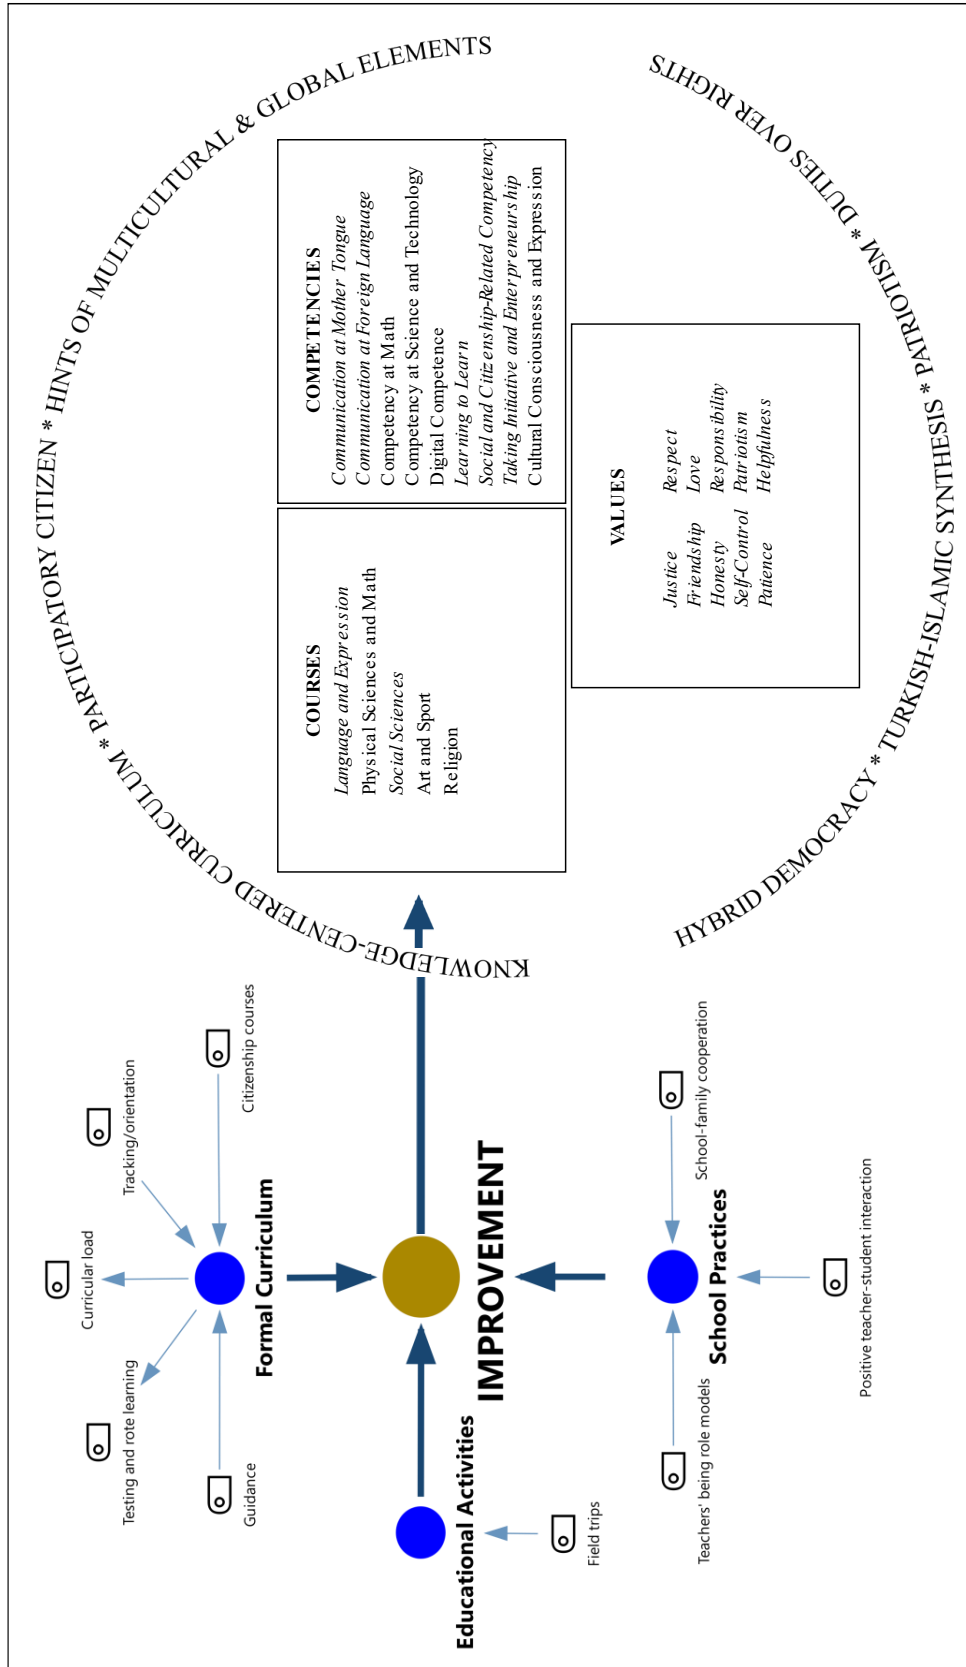 KNOWLEDGE-CENTERED CURRICULUM * PARTICIPATORY CITIZEN * HINTS OF MULTICULTURAL & GLOBAL ELEMENTS
COURSES
Language and Expression
Physical Sciences and Math
Social Sciences
Art and Sport
Religion
COMPETENCIES
Communication at Mother Tongue
Communication at Foreign Language
Competency at Math
Competency at Science and Technology
Digital Competence
Learning to Learn
Social and Citizenship-Related Competency
Taking Initiative and Enterpreneurship
Cultural Consciousness and Expression
VALUES
Justice Respect
Friendship Love
Honesty Responsibility
Self-Control Patriotism
Patience Helpfulness
HYBRID DEMOCRACY * TURKISH-ISLAMIC SYNTHESIS * PATRIOTISM * DUTIES OVER RIGHTS
Curricular load
Testing and rote learning
Tracking/orientation
Guidance
Citizenship courses
Formal Curriculum
Educational Activities
IMPROVEMENT
Field trips
School Practices
Teachers' being role models
School-family cooperation
Positive teacher-student interaction